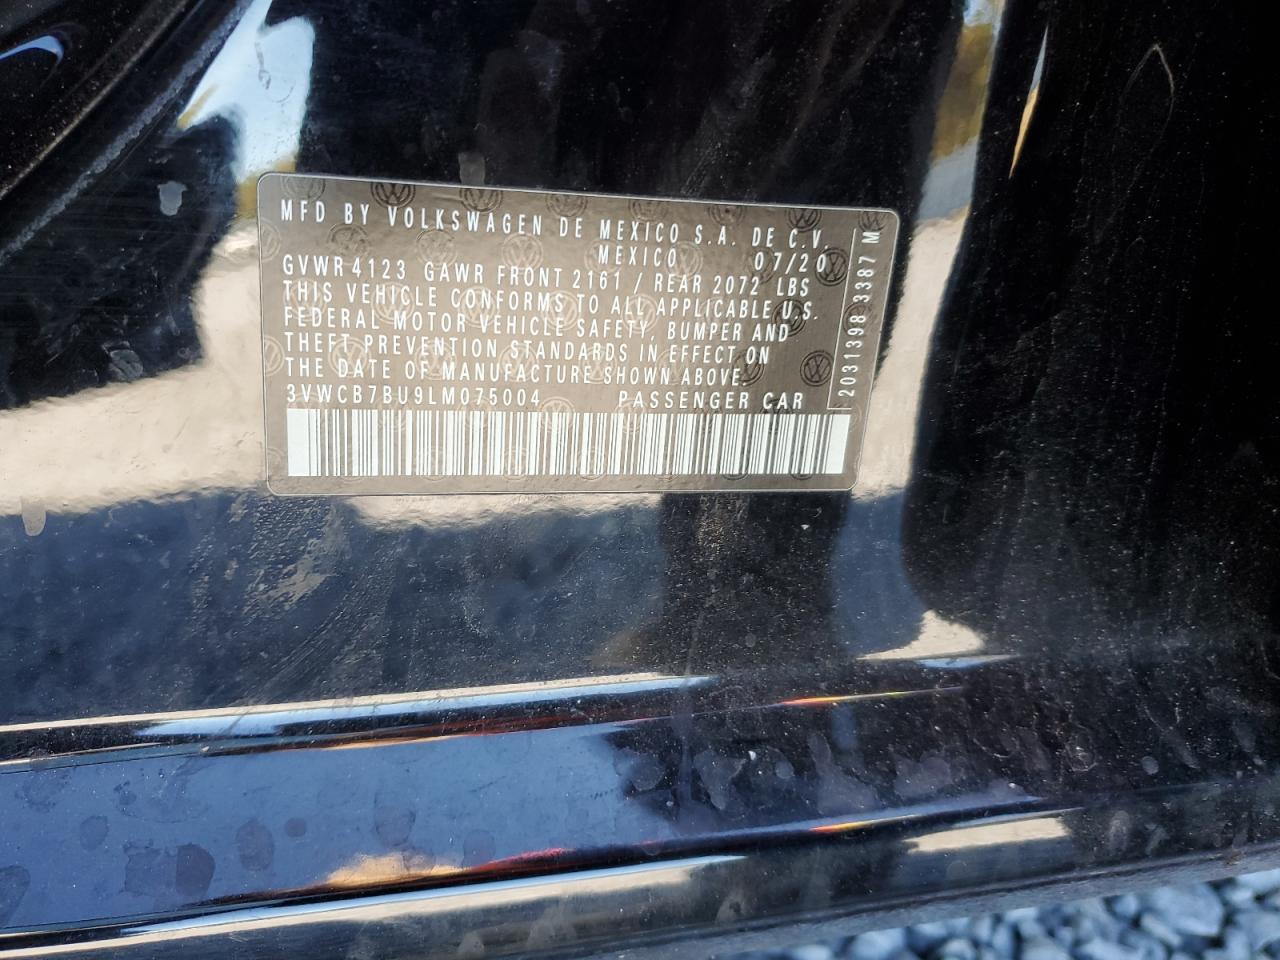 MFD BY VOLKSWAGEN DE MEXICO S.A. DE C.V.
MEXICO 07/20
GVWR 4123 GAWR FRONT 2161 / REAR 2072 LBS
THIS VEHICLE CONFORMS TO ALL APPLICABLE U.S.
FEDERAL MOTOR VEHICLE SAFETY, BUMPER AND
THEFT PREVENTION STANDARDS IN EFFECT ON
THE DATE OF MANUFACTURE SHOWN ABOVE.
3VWCB7BU9LM075004 PASSENGER CAR
2031398 3387 M